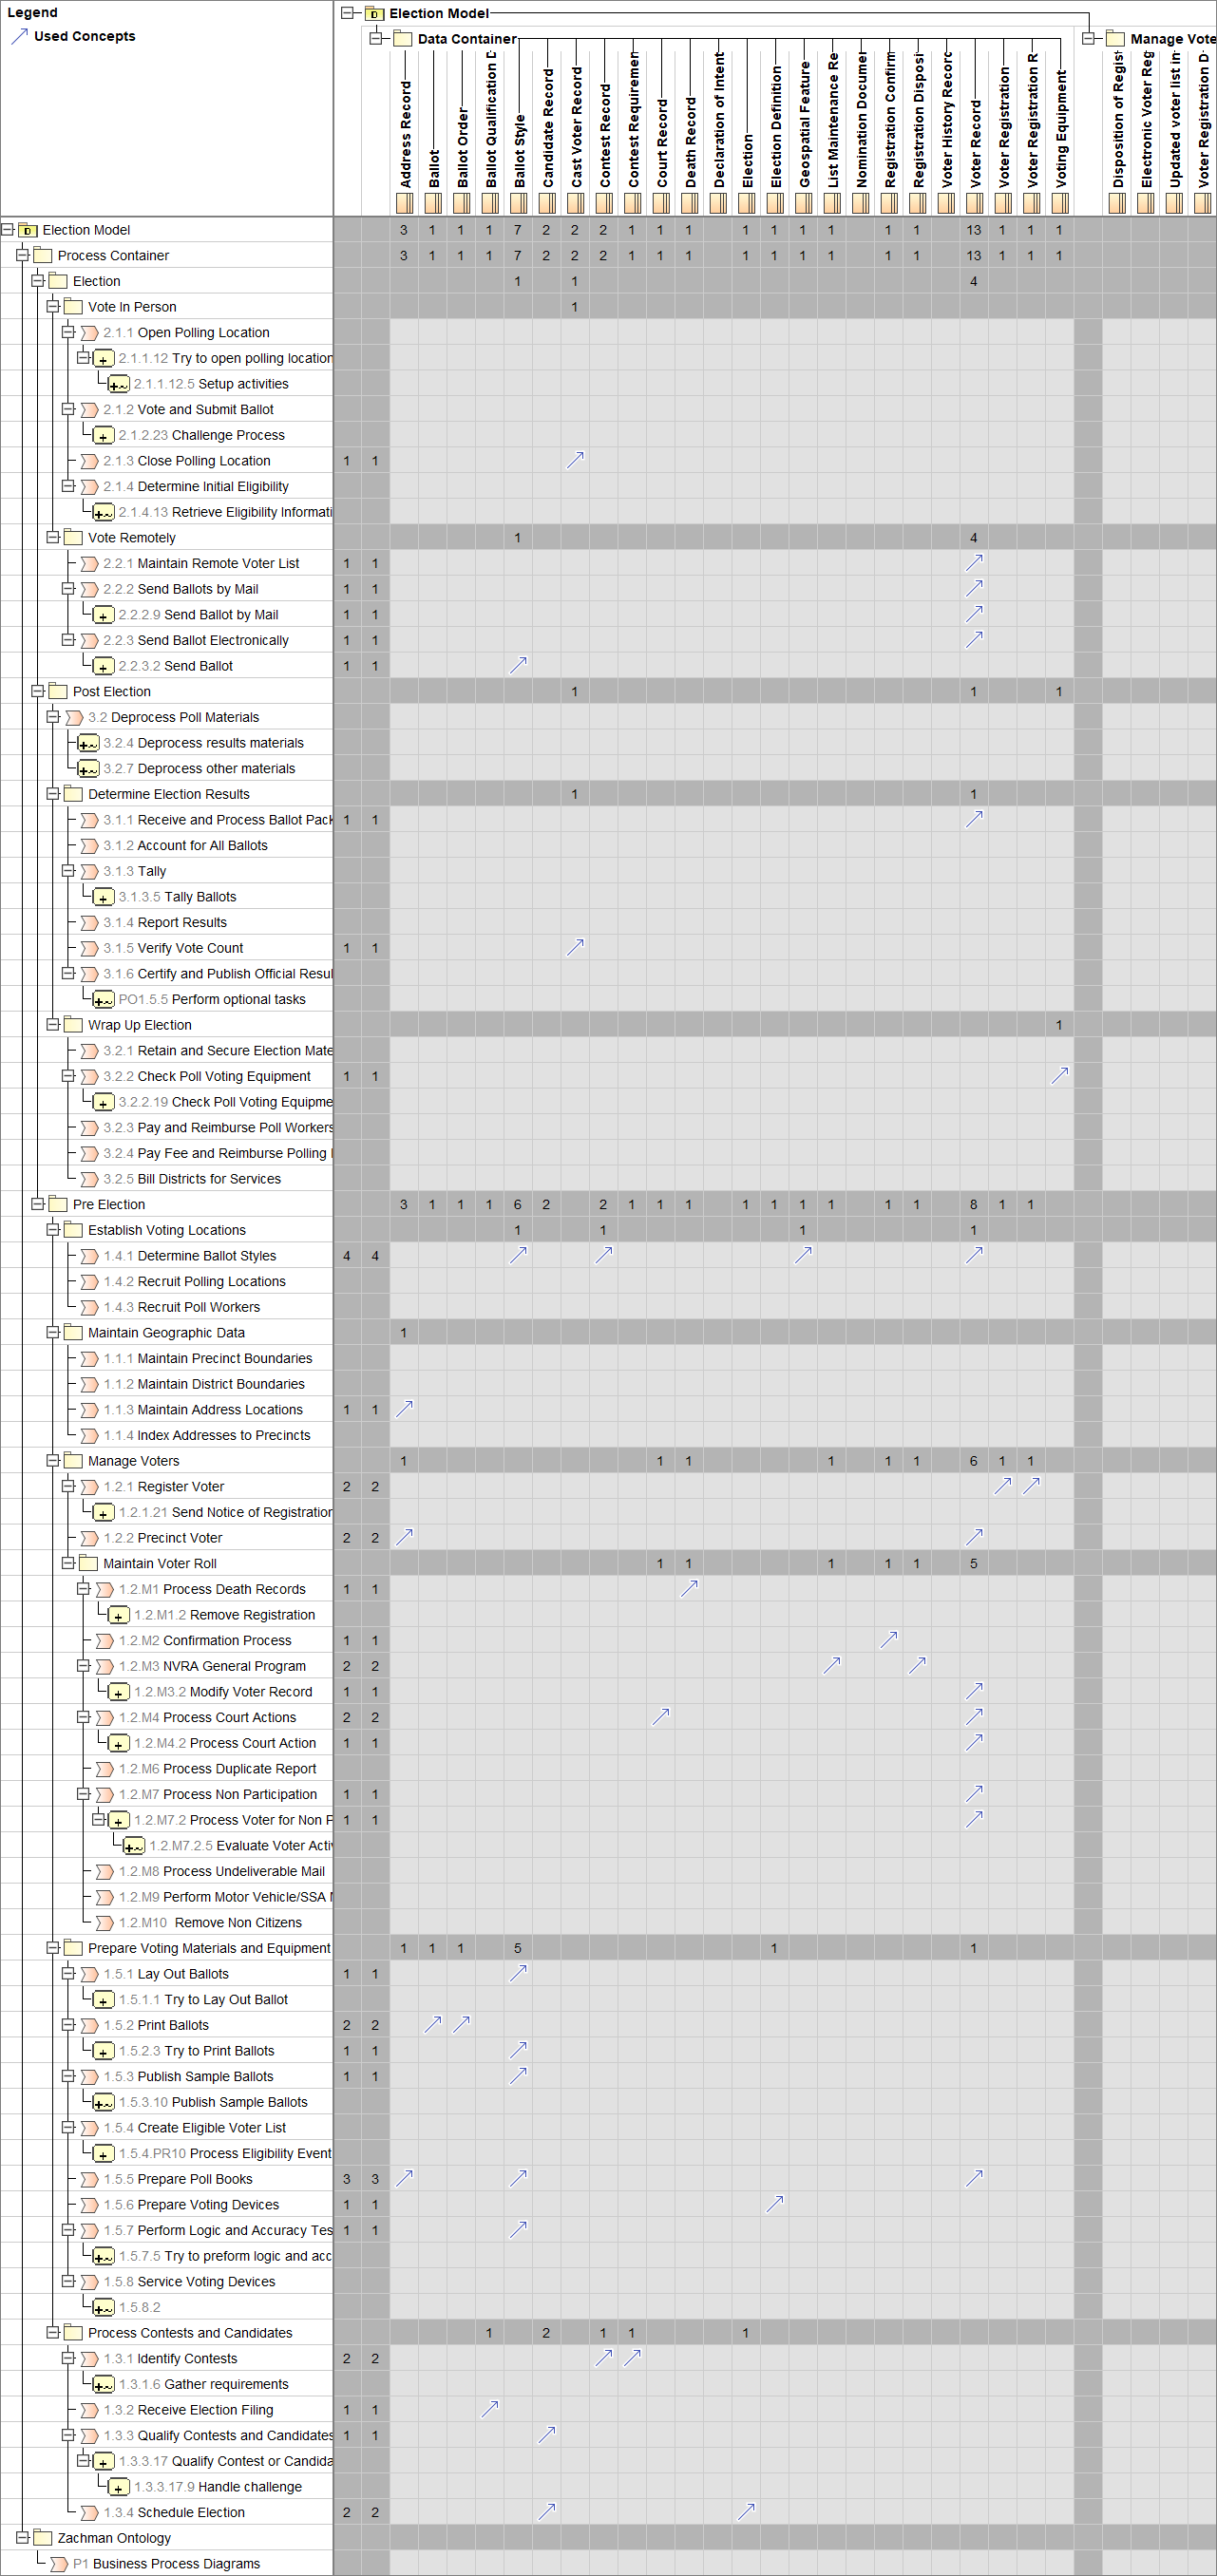 Legend
Used Concepts
Election Model
Data Container
Manage Vote
Address Record
Ballot
Ballot Order
Ballot Qualification D
Ballot Style
Candidate Record
Cast Voter Record
Contest Record
Contest Requiremen
Court Record
Death Record
Declaration of Intent
Election
Election Definition
Geospatial Feature
List Maintenance Re
Nomination Documen
Registration Confirm
Registration Disposi
Voter History Recorc
Voter Record
Voter Registration
Voter Registration R
Voting Equipment
Disposition of Regist
Electronic Voter Reg
Updated voter list in
Voter Registration D
Election Model 3 1 1 1 7 2 2 2 1 1 1 1 1 1 1 1 1 13 1 1 1
Process Container 3 1 1 1 7 2 2 2 1 1 1 1 1 1 1 1 1 13 1 1 1
Election 1 1 4
Vote In Person 1
2.1.1 Open Polling Location
2.1.1.12 Try to open polling location
2.1.1.12.5 Setup activities
2.1.2 Vote and Submit Ballot
2.1.2.23 Challenge Process
2.1.3 Close Polling Location 1 1
2.1.4 Determine Initial Eligibility
2.1.4.13 Retrieve Eligibility Informati
Vote Remotely 1 4
2.2.1 Maintain Remote Voter List 1 1
2.2.2 Send Ballots by Mail 1 1
2.2.2.9 Send Ballot by Mail 1 1
2.2.3 Send Ballot Electronically 1 1
2.2.3.2 Send Ballot 1 1
Post Election 1 1 1
3.2 Deprocess Poll Materials
3.2.4 Deprocess results materials
3.2.7 Deprocess other materials
Determine Election Results 1 1
3.1.1 Receive and Process Ballot Pack 1 1
3.1.2 Account for All Ballots
3.1.3 Tally
3.1.3.5 Tally Ballots
3.1.4 Report Results
3.1.5 Verify Vote Count 1 1
3.1.6 Certify and Publish Official Resul
PO1.5.5 Perform optional tasks
Wrap Up Election 1
3.2.1 Retain and Secure Election Mate
3.2.2 Check Poll Voting Equipment 1 1
3.2.2.19 Check Poll Voting Equipme
3.2.3 Pay and Reimburse Poll Workers
3.2.4 Pay Fee and Reimburse Polling
3.2.5 Bill Districts for Services
Pre Election 3 1 1 1 6 2 2 1 1 1 1 1 1 1 1 1 8 1 1
Establish Voting Locations 1 1 1 1
1.4.1 Determine Ballot Styles 4 4
1.4.2 Recruit Polling Locations
1.4.3 Recruit Poll Workers
Maintain Geographic Data 1
1.1.1 Maintain Precinct Boundaries
1.1.2 Maintain District Boundaries
1.1.3 Maintain Address Locations 1 1
1.1.4 Index Addresses to Precincts
Manage Voters 1 1 1 1 1 1 6 1 1
1.2.1 Register Voter 2 2
1.2.1.21 Send Notice of Registration
1.2.2 Precinct Voter 2 2
Maintain Voter Roll 1 1 1 1 1 5
1.2.M1 Process Death Records 1 1
1.2.M1.2 Remove Registration
1.2.M2 Confirmation Process 1 1
1.2.M3 NVRA General Program 2 2
1.2.M3.2 Modify Voter Record 1 1
1.2.M4 Process Court Actions 2 2
1.2.M4.2 Process Court Action 1 1
1.2.M6 Process Duplicate Report
1.2.M7 Process Non Participation 1 1
1.2.M7.2 Process Voter for Non P 1 1
1.2.M7.2.5 Evaluate Voter Activ
1.2.M8 Process Undeliverable Mail
1.2.M9 Perform Motor Vehicle/SSA
1.2.M10 Remove Non Citizens
Prepare Voting Materials and Equipment 1 1 1 5 1 1
1.5.1 Lay Out Ballots 1 1
1.5.1.1 Try to Lay Out Ballot
1.5.2 Print Ballots 2 2
1.5.2.3 Try to Print Ballots 1 1
1.5.3 Publish Sample Ballots 1 1
1.5.3.10 Publish Sample Ballots
1.5.4 Create Eligible Voter List
1.5.4.PR10 Process Eligibility Event
1.5.5 Prepare Poll Books 3 3
1.5.6 Prepare Voting Devices 1 1
1.5.7 Perform Logic and Accuracy Tes 1 1
1.5.7.5 Try to preform logic and acc
1.5.8 Service Voting Devices
1.5.8.2
Process Contests and Candidates 1 2 1 1 1
1.3.1 Identify Contests 2 2
1.3.1.6 Gather requirements
1.3.2 Receive Election Filing 1 1
1.3.3 Qualify Contests and Candidates 1 1
1.3.3.17 Qualify Contest or Candida
1.3.3.17.9 Handle challenge
1.3.4 Schedule Election 2 2
Zachman Ontology
P1 Business Process Diagrams